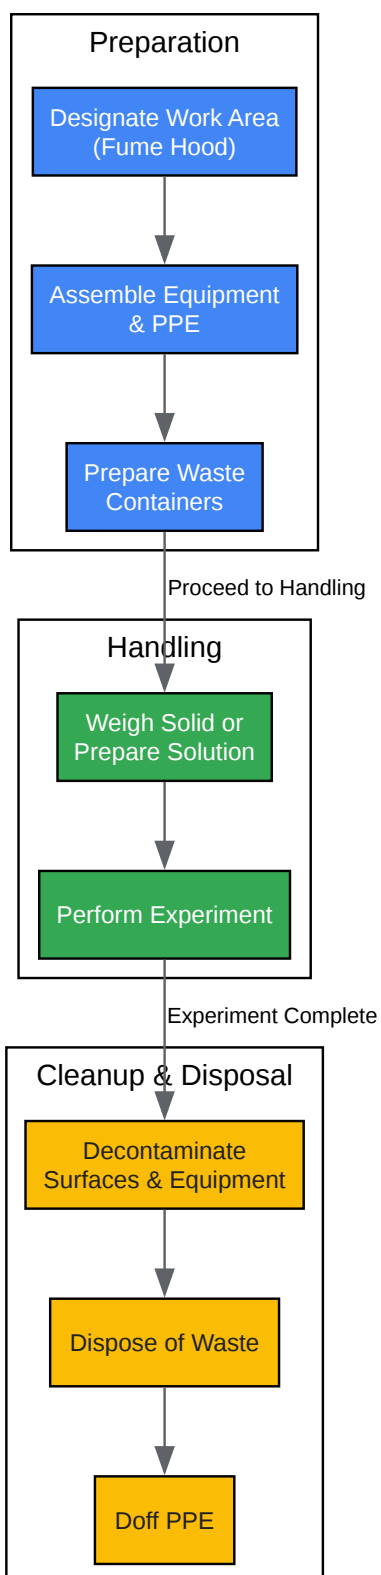 Preparation
Designate Work Area
(Fume Hood)
Assemble Equipment
& PPE
Prepare Waste
Containers
Proceed to Handling
Handling
Weigh Solid or
Prepare Solution
Perform Experiment
Experiment Complete
Cleanup & Disposal
Decontaminate
Surfaces & Equipment
Dispose of Waste
Doff PPE